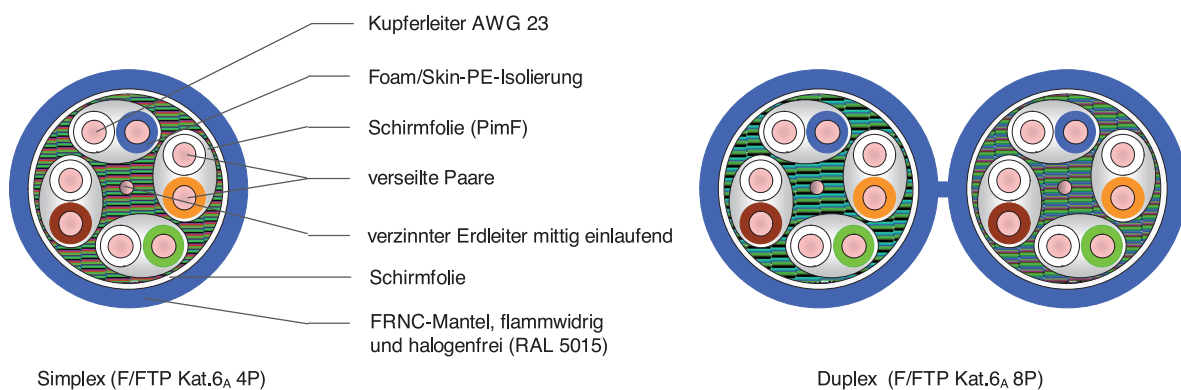 Kupferleiter AWG 23
Foam/Skin-PE-Isolierung
Schirmfolie (PimF)
verseilte Paare
verzinnter Erdleiter mittig einlaufend
Schirmfolie
FRNC-Mantel, flammwidrig
und halogenfrei (RAL 5015)
Simplex (F/FTP Kat.6A 4P)
Duplex (F/FTP Kat.6A 8P)